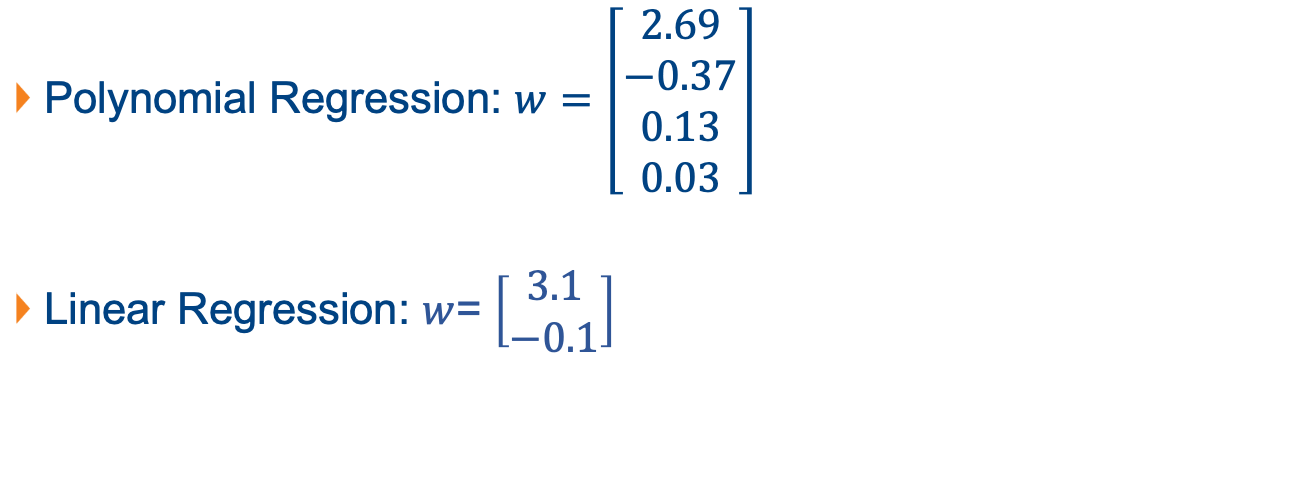 Polynomial Regression: w = [2.69
−0.37
0.13
0.03]
Linear Regression: w= [3.1
−0.1]